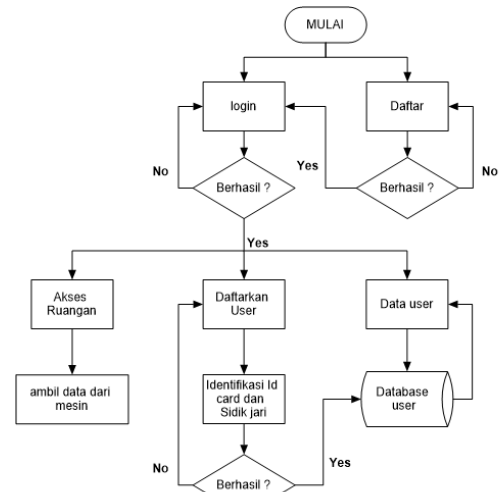 MULAI
login
Daftar
No
Berhasil ?
Yes
Berhasil ?
No
Yes
Akses
Ruangan
Daftarkan
User
Data user
ambil data dari
mesin
Identifikasi Id
card dan
Sidik jari
Database
user
No
Berhasil ?
Yes